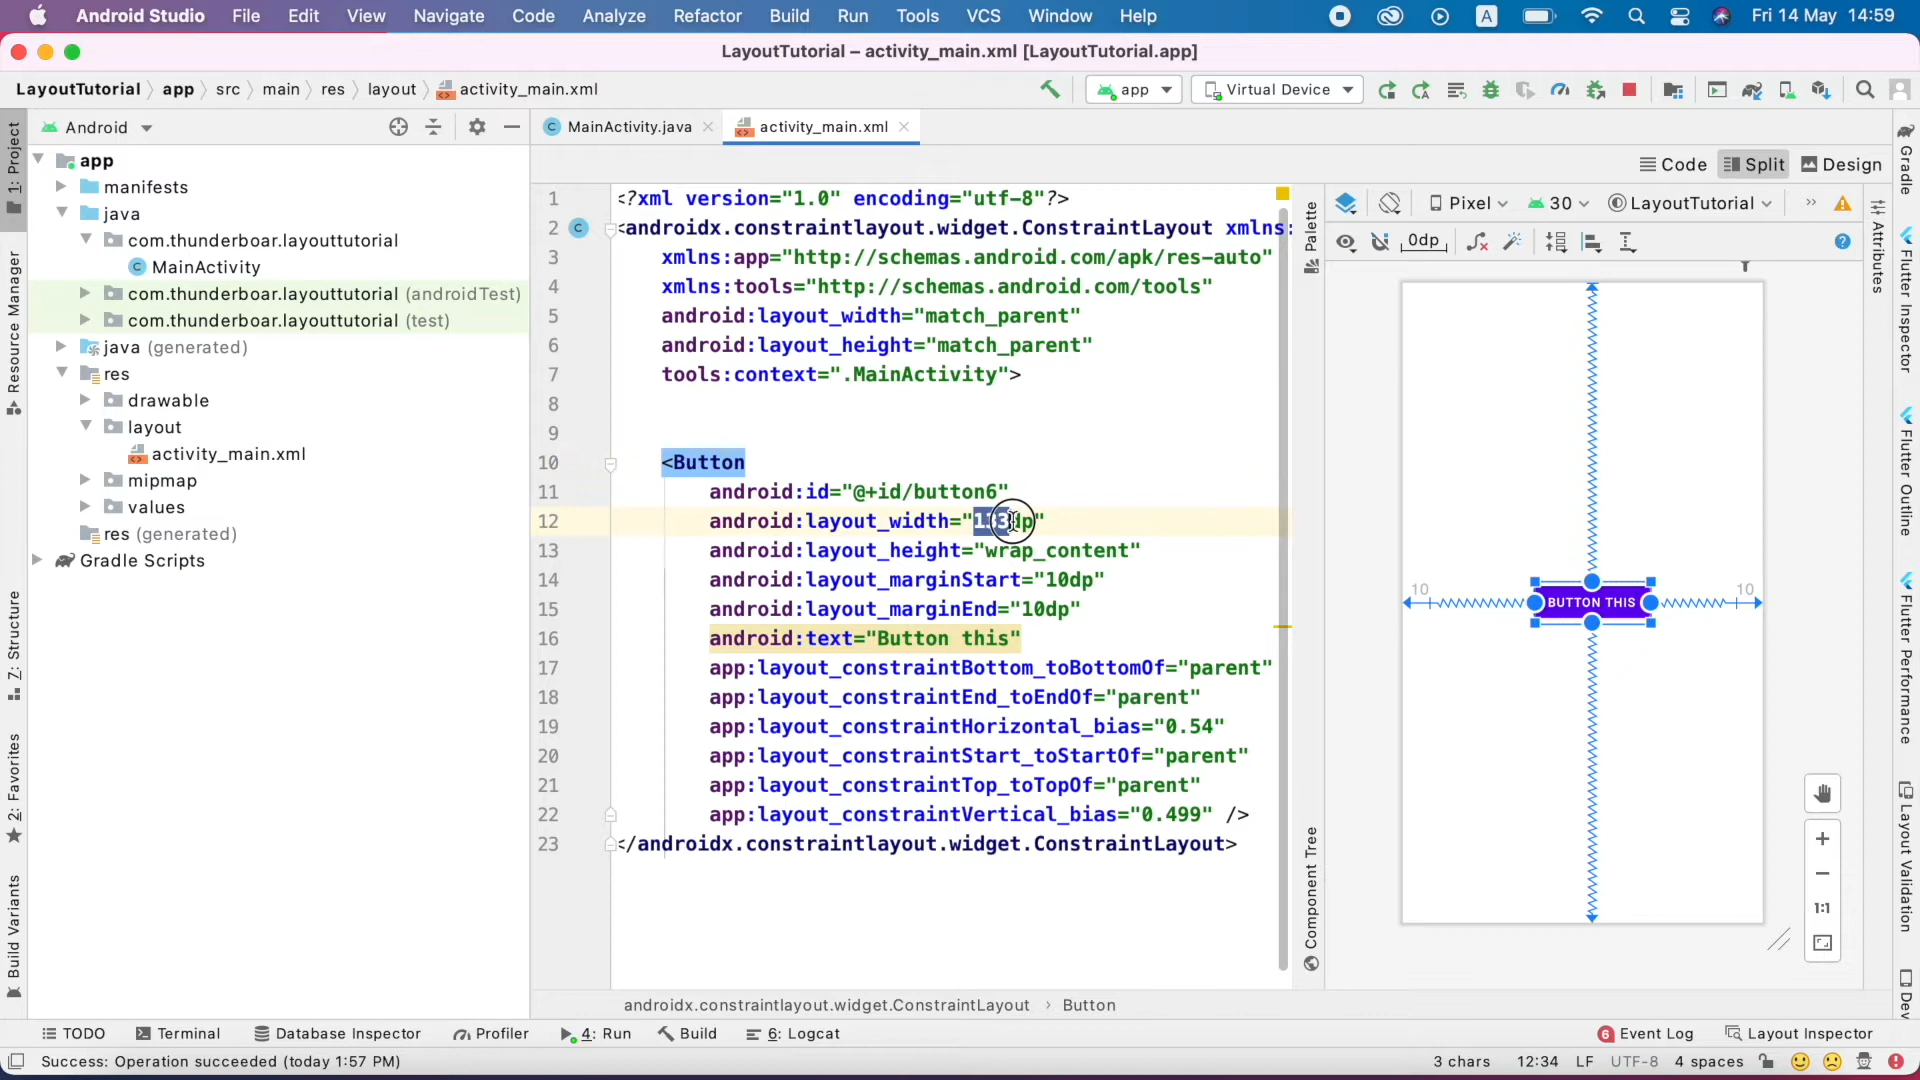 Android Studio File Edit View Navigate Code Analyze Refactor Build Run Tools VCS Window Help A Fri 14 May 14:59
LayoutTutorial – activity_main.xml [LayoutTutorial.app]
LayoutTutorial app src main res layout activity_main.xml app Virtual Device
Android
MainActivity.java activity_main.xml
Code Split Design
1: Project
Resource Manager
7: Structure
2: Favorites
Build Variants
app
manifests
java
com.thunderboar.layouttutorial
MainActivity
com.thunderboar.layouttutorial (androidTest)
com.thunderboar.layouttutorial (test)
java (generated)
res
drawable
layout
activity_main.xml
mipmap
values
res (generated)
Gradle Scripts
1 <?xml version="1.0" encoding="utf-8"?>
2 <androidx.constraintlayout.widget.ConstraintLayout xmlns:
3 xmlns:app="http://schemas.android.com/apk/res-auto"
4 xmlns:tools="http://schemas.android.com/tools"
5 android:layout_width="match_parent"
6 android:layout_height="match_parent"
7 tools:context=".MainActivity">
8
9
10 <Button
11 android:id="@+id/button6"
12 android:layout_width="dp"
13 android:layout_height="wrap_content"
14 android:layout_marginStart="10dp"
15 android:layout_marginEnd="10dp"
16 android:text="Button this"
17 app:layout_constraintBottom_toBottomOf="parent"
18 app:layout_constraintEnd_toEndOf="parent"
19 app:layout_constraintHorizontal_bias="0.54"
20 app:layout_constraintStart_toStartOf="parent"
21 app:layout_constraintTop_toTopOf="parent"
22 app:layout_constraintVertical_bias="0.499" />
23 </androidx.constraintlayout.widget.ConstraintLayout>
Palette
Component Tree
Pixel 30 LayoutTutorial
0dp
10 10
BUTTON THIS
1:1
Attributes
Gradle
Flutter Inspector
Flutter Outline
Flutter Performance
Layout Validation
androidx.constraintlayout.widget.ConstraintLayout › Button
TODO Terminal Database Inspector Profiler 4: Run Build 6: Logcat 6 Event Log Layout Inspector
Success: Operation succeeded (today 1:57 PM) 3 chars 12:34 LF UTF-8 4 spaces